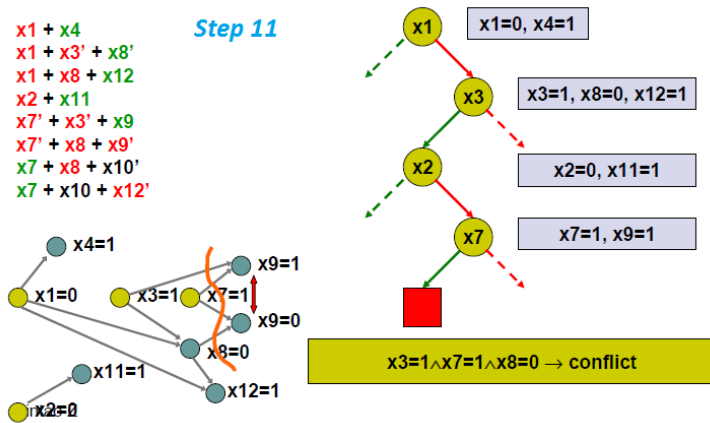 Step 11
x1 + x4
x1 + x3’ + x8’
x1 + x8 + x12
x2 + x11
x7’ + x3’ + x9
x7’ + x8 + x9’
x7 + x8 + x10’
x7 + x10 + x12’
x1
x1=0, x4=1
x3
x3=1, x8=0, x12=1
x2
x2=0, x11=1
x7
x7=1, x9=1
x4=1
x9=1
x1=0
x3=1
x7=1
x9=0
x8=0
x11=1
x12=1
x2=0
x3=1∧x7=1∧x8=0 → conflict